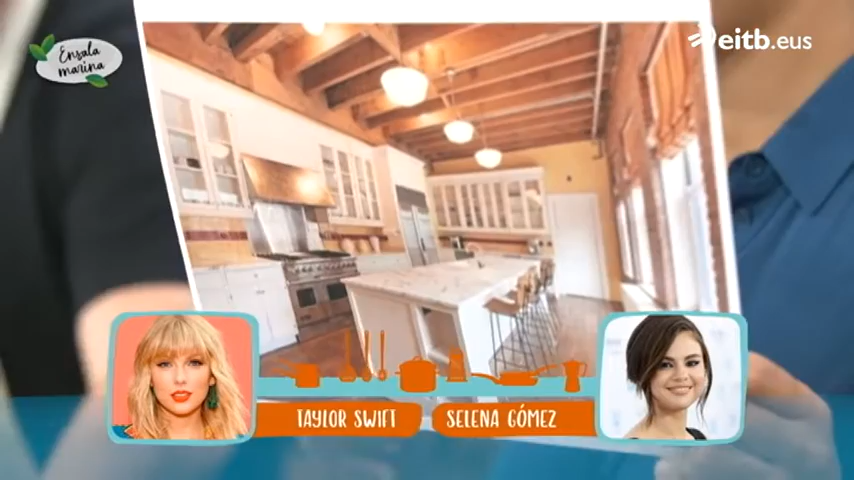 Ensala
marina
eitb.eus
TAYLOR SWIFT
SELENA GÓMEZ